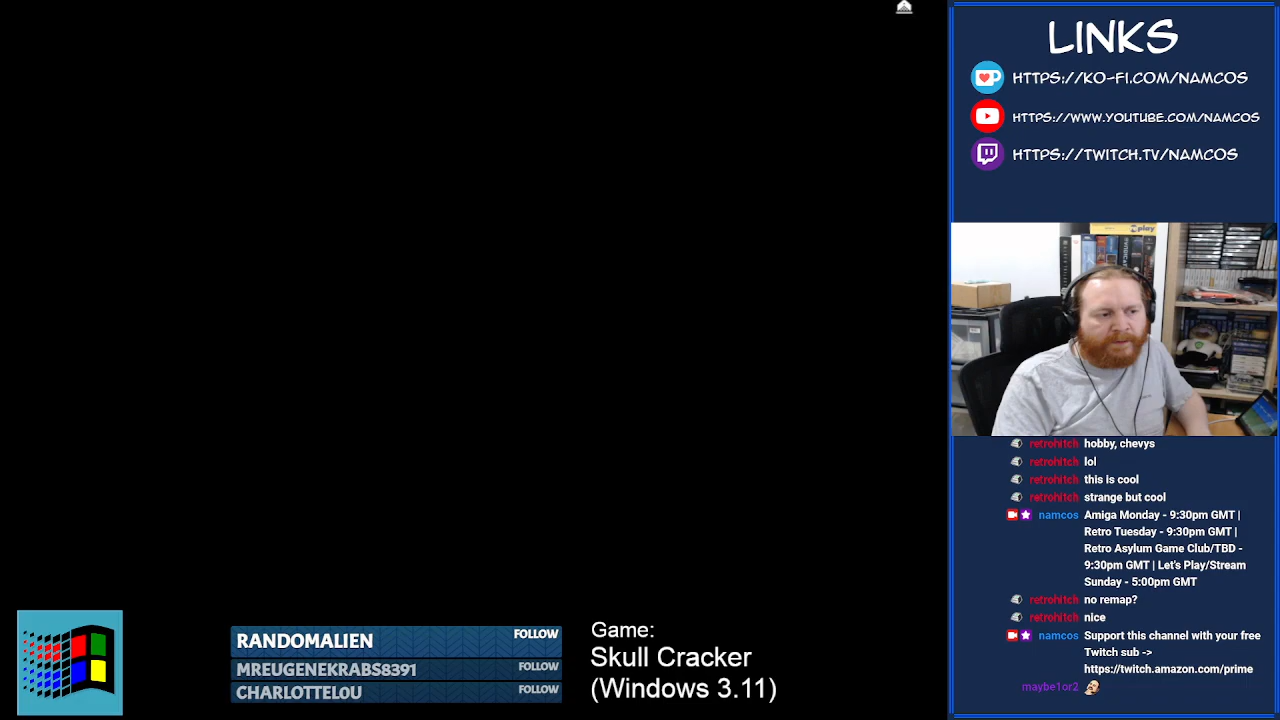 LINKS
HTTPS://KO-FI.COM/NAMCOS
HTTPS://WWW.YOUTUBE.COM/NAMCOS
HTTPS://TWITCH.TV/NAMCOS
play
retrohitch hobby, chevys
retrohitch lol
retrohitch this is cool
retrohitch strange but cool
namcos Amiga Monday - 9:30pm GMT |
Retro Tuesday - 9:30pm GMT |
Retro Asylum Game Club/TBD -
9:30pm GMT | Let's Play/Stream
Sunday - 5:00pm GMT
retrohitch no remap?
retrohitch nice
namcos Support this channel with your free
Twitch sub ->
https://twitch.amazon.com/prime
maybe1or2
RANDOMALIEN FOLLOW
MREUGENEKRABS8391 FOLLOW
CHARLOTTELOU FOLLOW
Game:
Skull Cracker
(Windows 3.11)